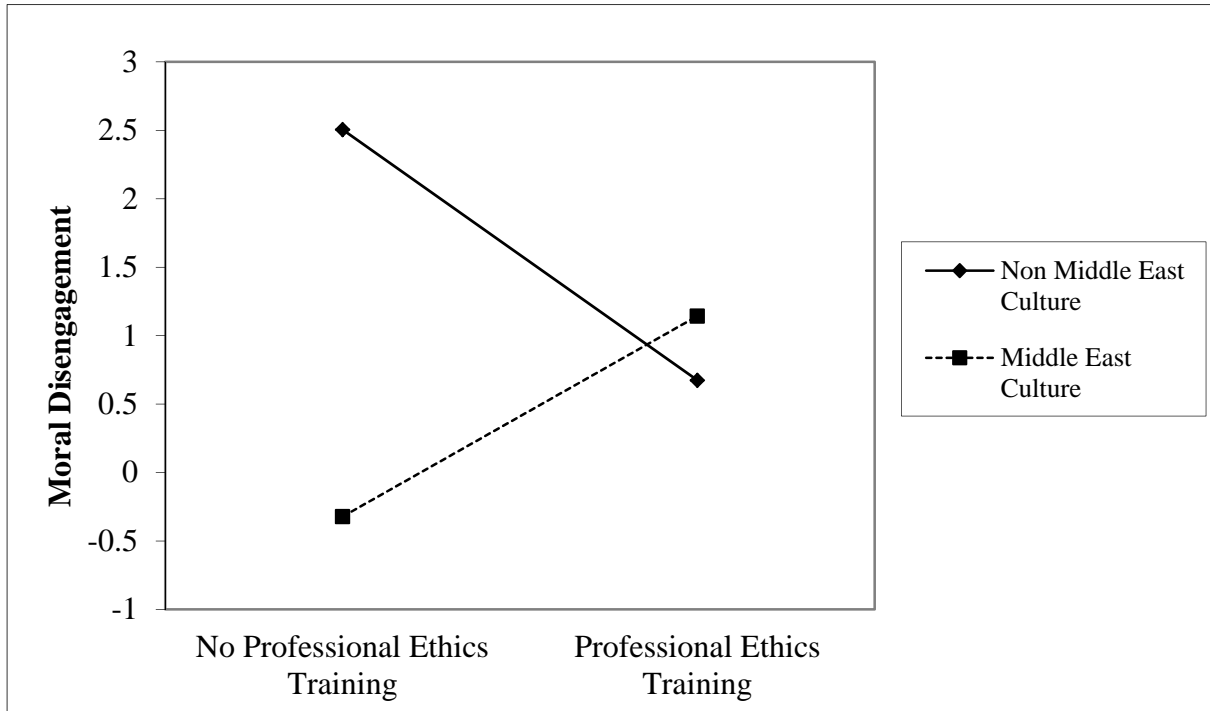 3
2.5
2
1.5
1
0.5
0
-0.5
-1
Moral Disengagement
No Professional Ethics
Training
Professional Ethics
Training
Non Middle East
Culture
Middle East
Culture